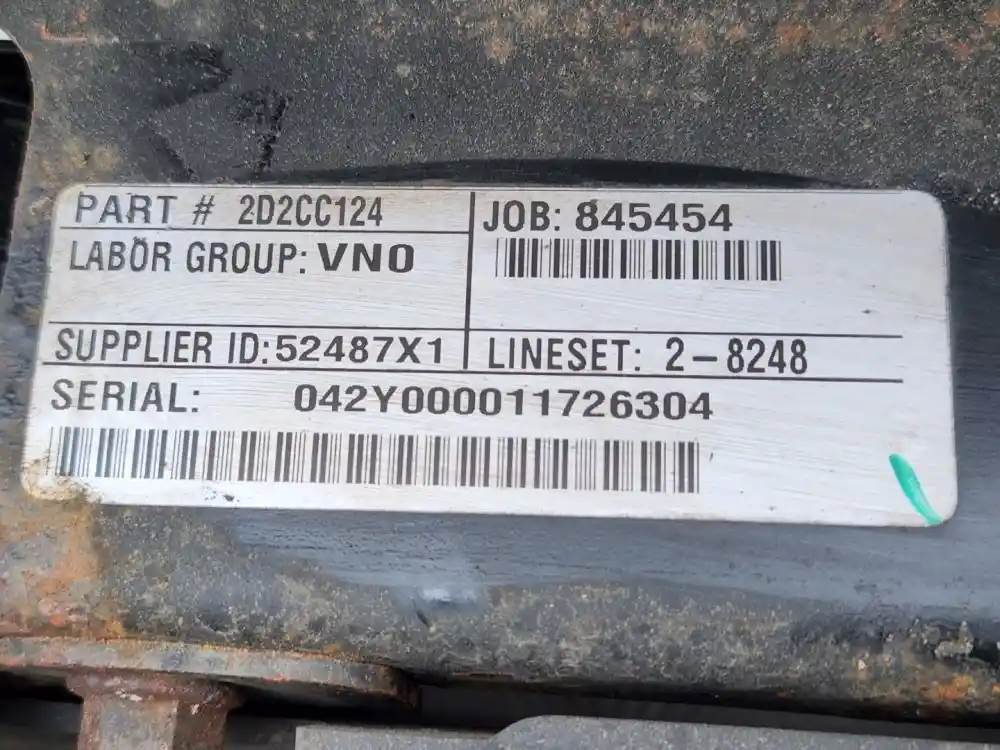 PART # 2D2CC124
JOB: 845454
LABOR GROUP: VNO
SUPPLIER ID: 52487X1
LINESET: 2-8248
SERIAL: 042Y000011726304